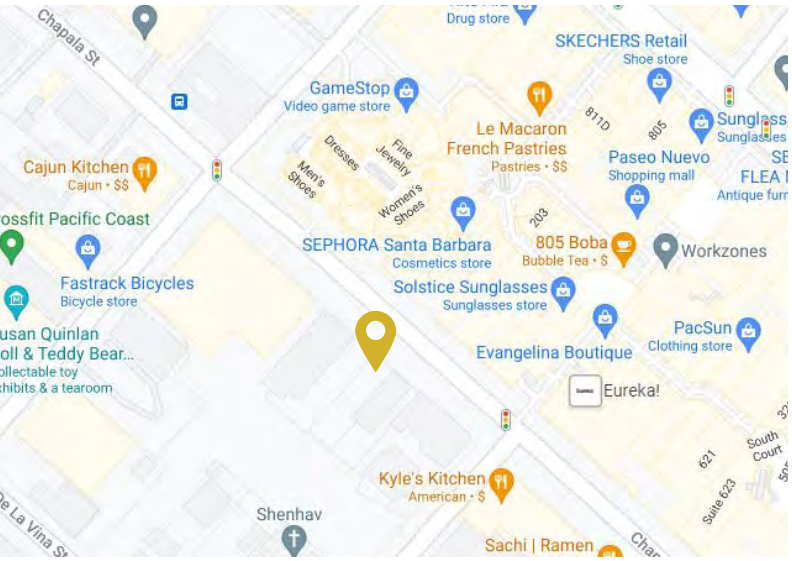 Chapala St
Drug store
SKECHERS Retail
Shoe store
GameStop
Video game store
Le Macaron
French Pastries
Pastries • $$
811D
805
Sunglass
Sunglasses
Dresses
Fine
Jewelry
Men's
Shoes
Women's
Shoes
Cajun Kitchen
Cajun • $$
Paseo Nuevo
Shopping mall
SE
FLEA
Antique furn
rossfit Pacific Coast
203
SEPHORA Santa Barbara
Cosmetics store
805 Boba
Bubble Tea • $
Workzones
Fastrack Bicycles
Bicycle store
Solstice Sunglasses
Sunglasses store
usan Quinlan
oll & Teddy Bear...
ollectable toy
xhibits & a tearoom
Evangelina Boutique
PacSun
Clothing store
Eureka!
South
Court
621
Suite 623
Kyle's Kitchen
American • $
De La Vina St
Shenhav
Sachi | Ramen
Chap